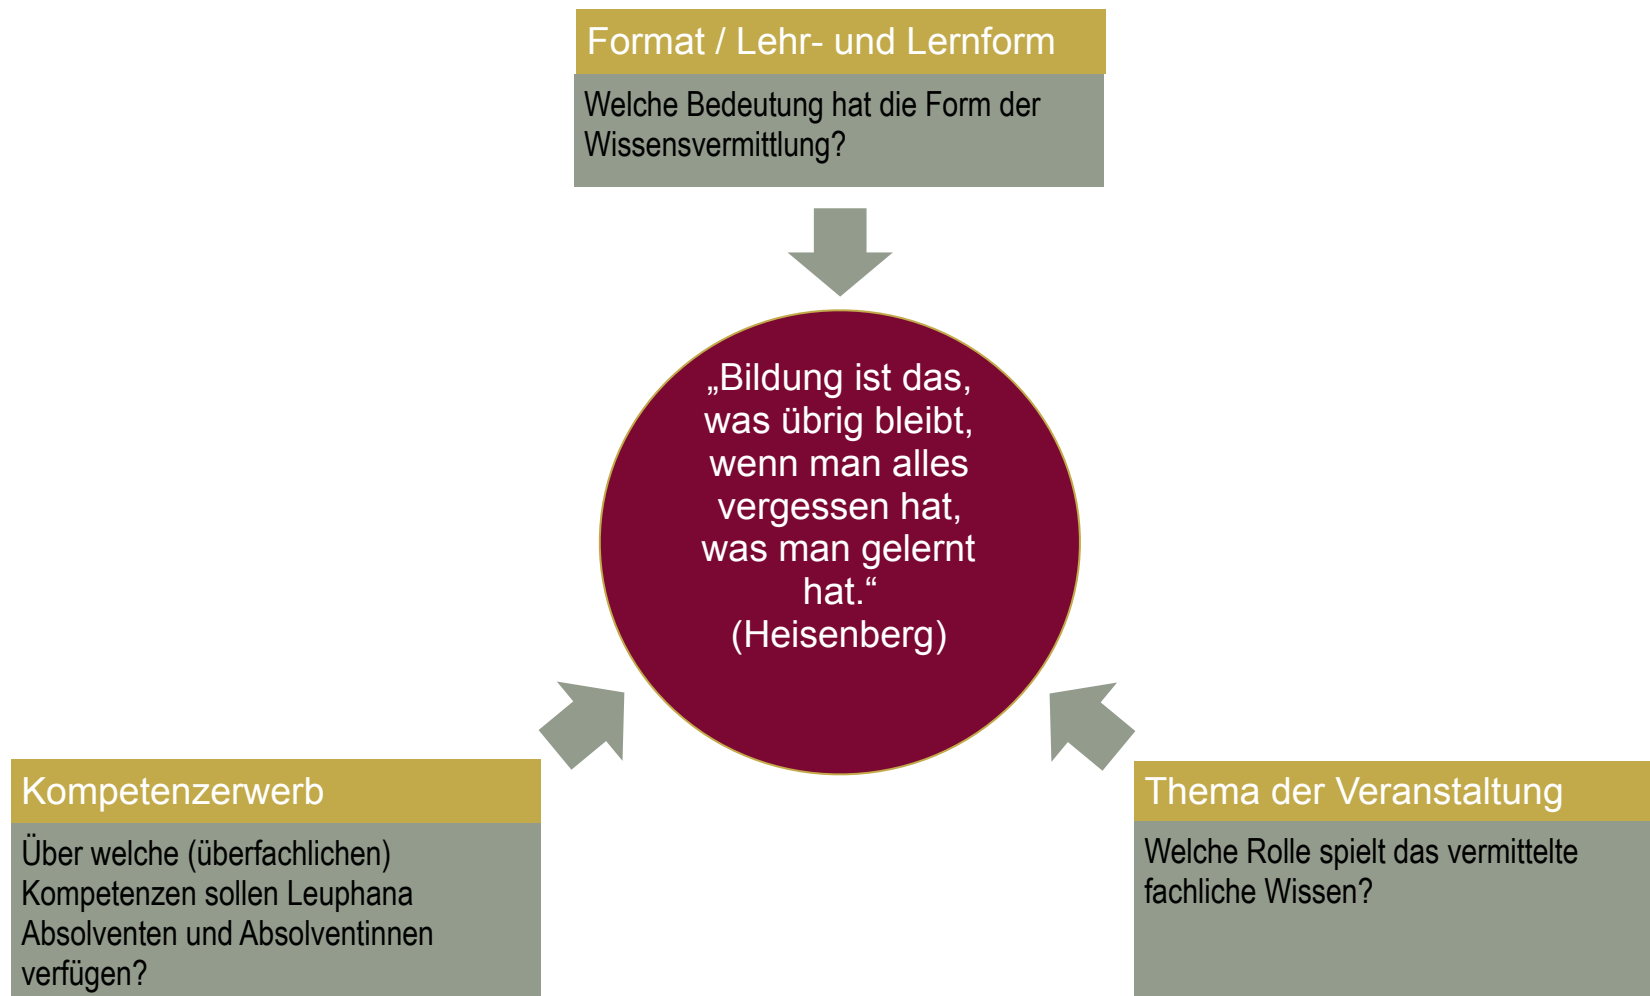 Format / Lehr- und Lernform
Welche Bedeutung hat die Form der
Wissensvermittlung?
„Bildung ist das,
was übrig bleibt,
wenn man alles
vergessen hat,
was man gelernt
hat.“
(Heisenberg)
Kompetenzerwerb
Über welche (überfachlichen)
Kompetenzen sollen Leuphana
Absolventen und Absolventinnen
verfügen?
Thema der Veranstaltung
Welche Rolle spielt das vermittelte
fachliche Wissen?